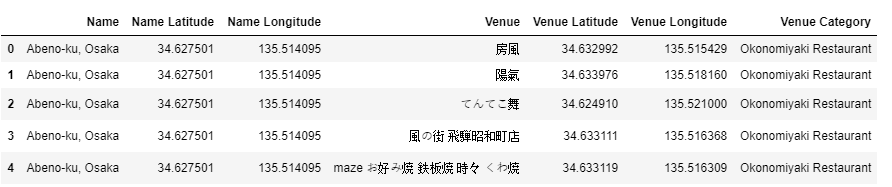 Name Name Latitude Name Longitude Venue Venue Latitude Venue Longitude Venue Category
0 Abeno-ku, Osaka 34.627501 135.514095 房風 34.632992 135.515429 Okonomiyaki Restaurant
1 Abeno-ku, Osaka 34.627501 135.514095 陽氣 34.633976 135.518160 Okonomiyaki Restaurant
2 Abeno-ku, Osaka 34.627501 135.514095 てんてこ舞 34.624910 135.521000 Okonomiyaki Restaurant
3 Abeno-ku, Osaka 34.627501 135.514095 風の街 飛騨昭和町店 34.633111 135.516368 Okonomiyaki Restaurant
4 Abeno-ku, Osaka 34.627501 135.514095 maze お好み焼 鉄板焼 時々 くわ焼 34.633119 135.516309 Okonomiyaki Restaurant